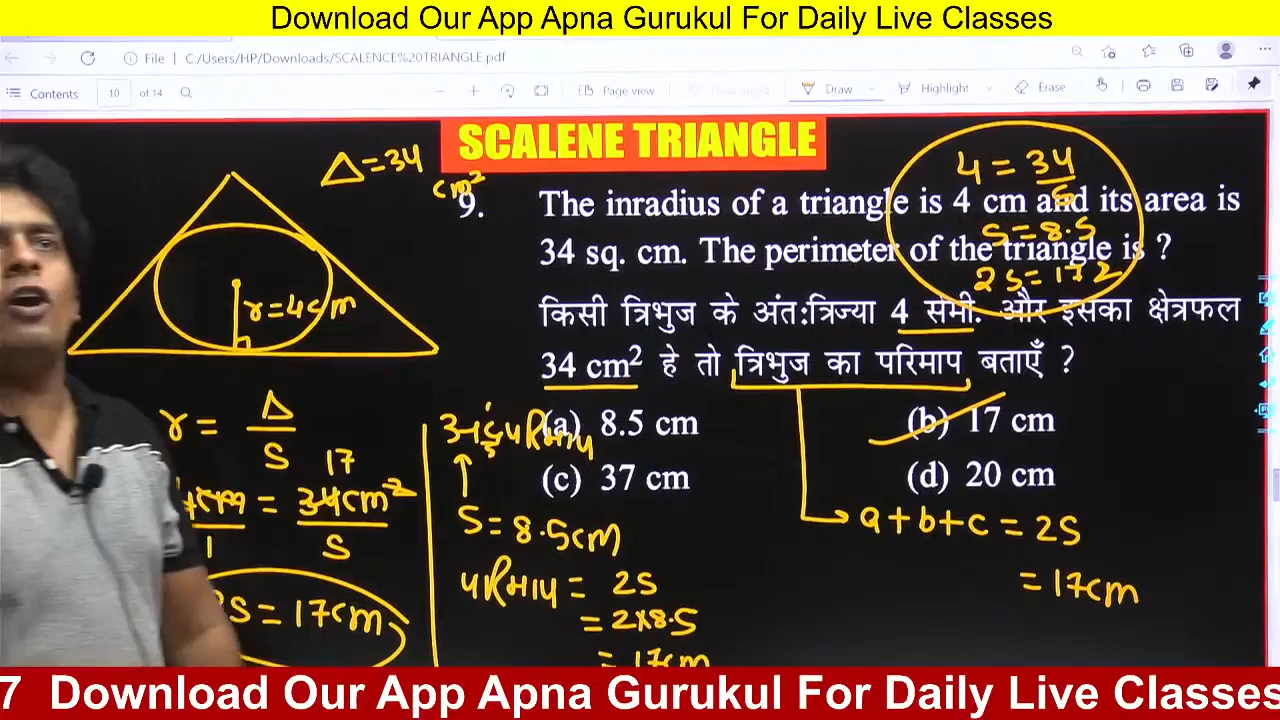 Download Our App Apna Gurukul For Daily Live Classes
File | C:/Users/HP/Downloads/SCALENCE%20TRIANGLE.pdf
Contents 10 of 14 Page view Draw Highlight Erase
SCALENE TRIANGLE
Δ = 34 cm²
r = 4cm
9. The inradius of a triangle is 4 cm and its area is
34 sq. cm. The perimeter of the triangle is ?
4 = 34/s
S = 8.5
2S = 17
किसी त्रिभुज के अंत:त्रिज्या 4 सेमी. और इसका क्षेत्रफल
34 cm² हे तो त्रिभुज का परिमाप बताएँ ?
(a) 8.5 cm (b) 17 cm
(c) 37 cm (d) 20 cm
r = Δ/S
17
4cm/1 = 34cm²/S
2S = 17cm
S = 8.5cm
परिमाप = 2S
= 2×8.5
= 17cm
a+b+c = 2S
= 17cm
7 Download Our App Apna Gurukul For Daily Live Classes